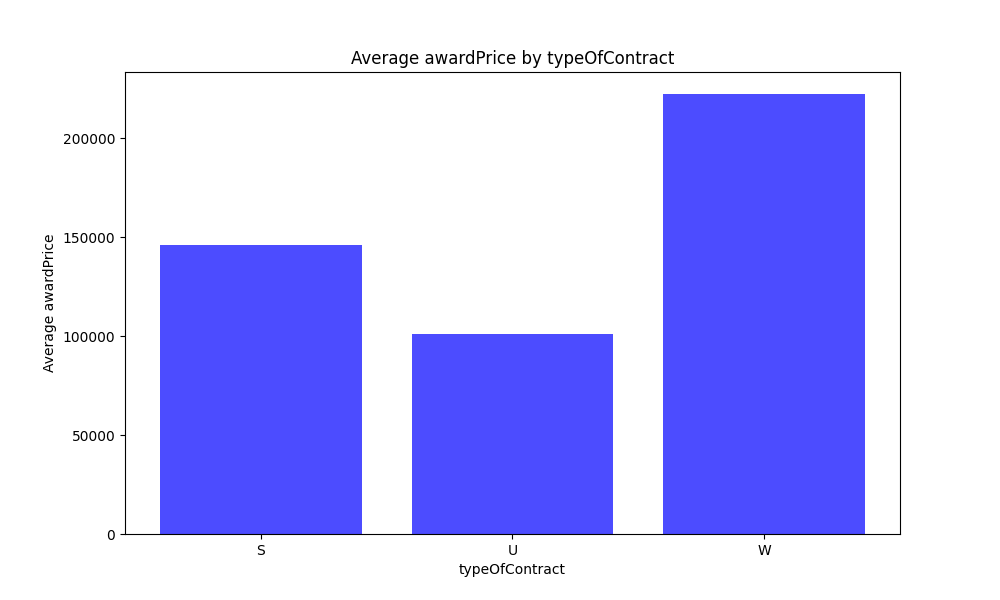 Average awardPrice by typeOfContract
Average awardPrice
200000
150000
100000
50000
0
S
U
W
typeOfContract